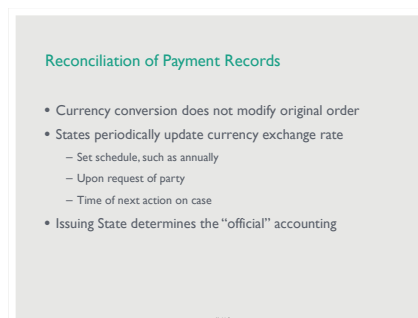 Reconciliation of Payment Records
• Currency conversion does not modify original order
• States periodically update currency exchange rate
– Set schedule, such as annually
– Upon request of party
– Time of next action on case
• Issuing State determines the “official” accounting